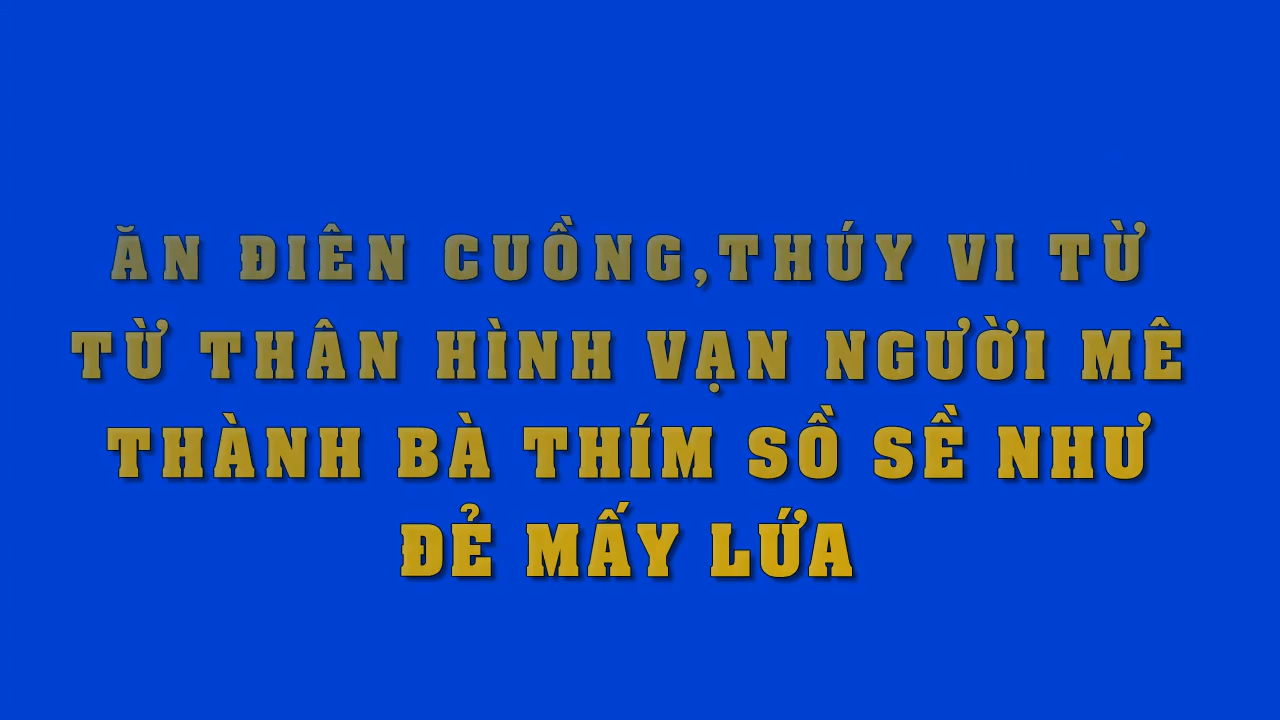 ĂN ĐIÊN CUỒNG,THÚY VI TỪ
TỪ THÂN HÌNH VẠN NGƯỜI MÊ
THÀNH BÀ THÍM SỒ SỀ NHƯ
ĐẺ MẤY LỨA